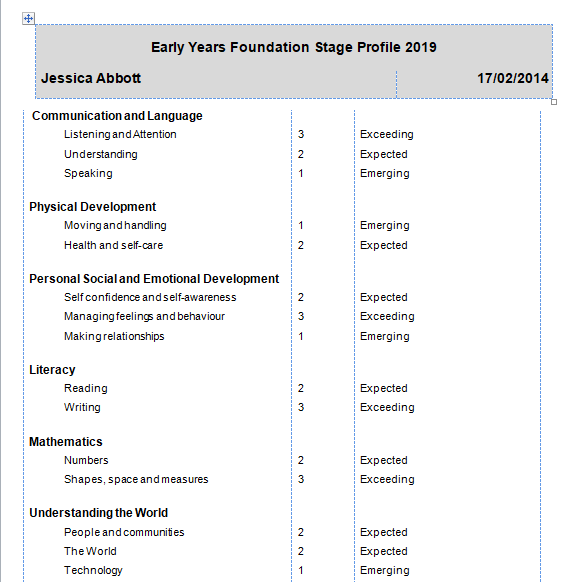 Early Years Foundation Stage Profile 2019
Jessica Abbott 17/02/2014
Communication and Language
Listening and Attention 3 Exceeding
Understanding 2 Expected
Speaking 1 Emerging
Physical Development
Moving and handling 1 Emerging
Health and self-care 2 Expected
Personal Social and Emotional Development
Self confidence and self-awareness 2 Expected
Managing feelings and behaviour 3 Exceeding
Making relationships 1 Emerging
Literacy
Reading 2 Expected
Writing 3 Exceeding
Mathematics
Numbers 2 Expected
Shapes, space and measures 3 Exceeding
Understanding the World
People and communities 2 Expected
The World 2 Expected
Technology 1 Emerging